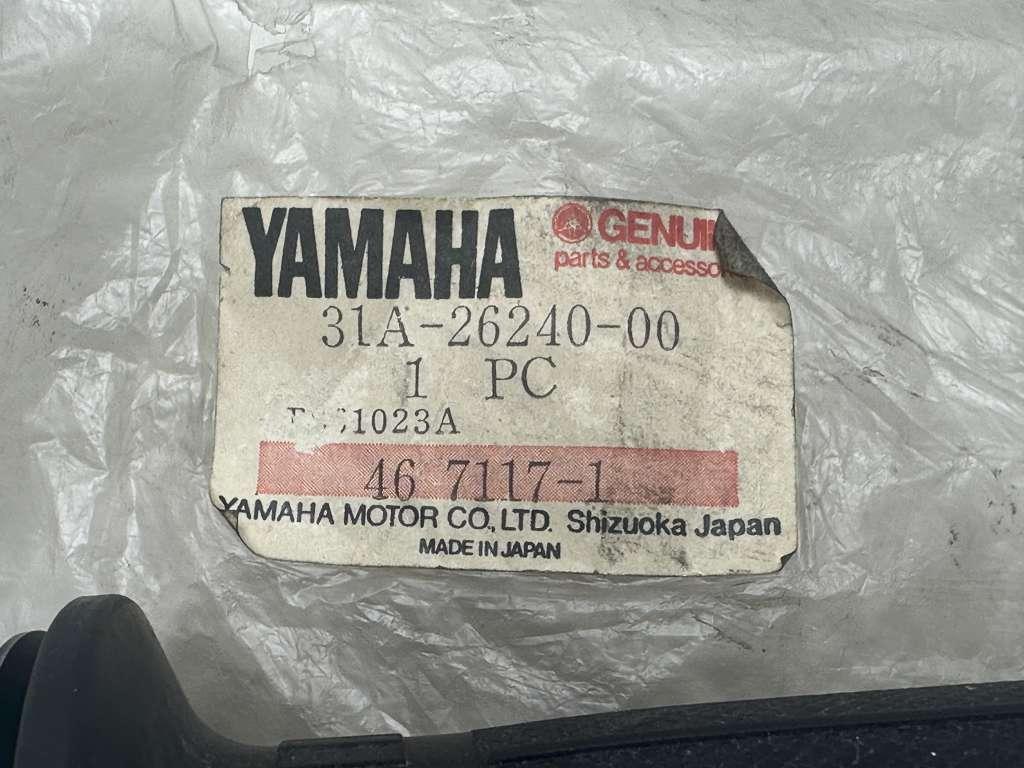 YAMAHA
GENUI
parts & accesso
31A-26240-00
1 PC
1023A
46 7117-1
YAMAHA MOTOR CO., LTD. Shizuoka Japan
MADE IN JAPAN